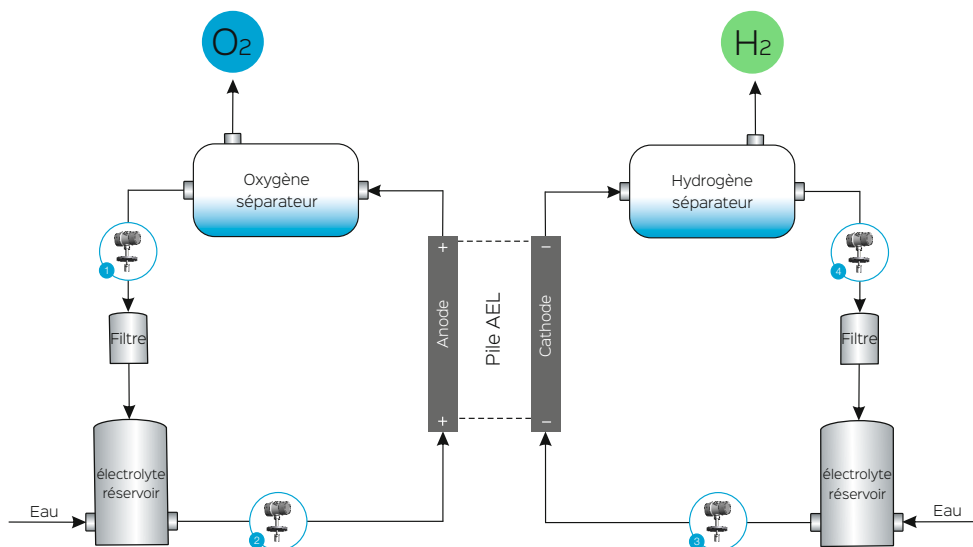 O2
H2
Oxygène
séparateur
Hydrogène
séparateur
1
4
+
−
Anode
Pile AEL
Cathode
Filtre
Filtre
+
−
électrolyte
réservoir
électrolyte
réservoir
Eau
Eau
2
3